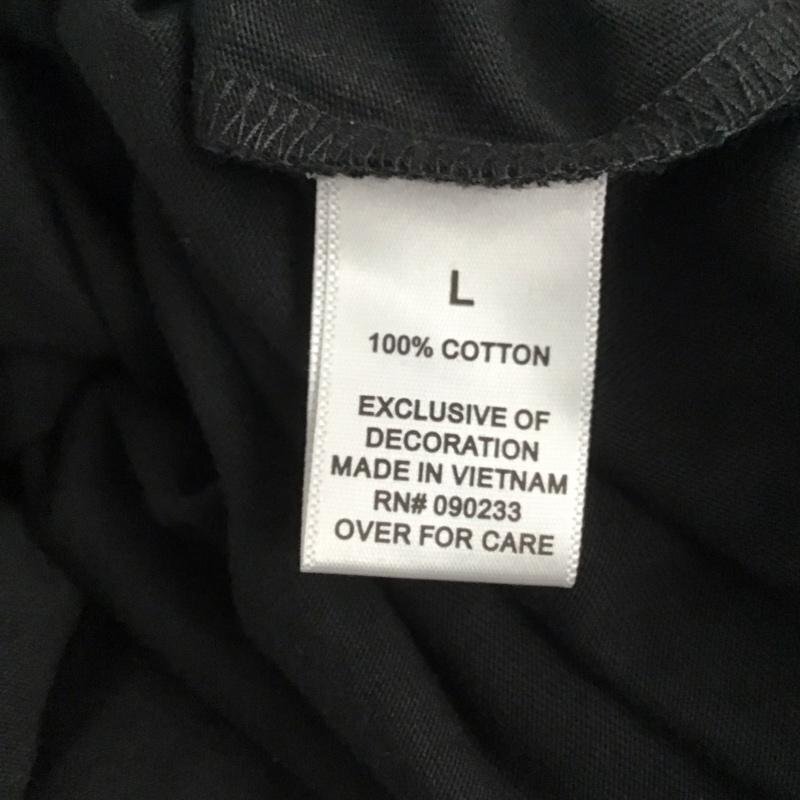 L
100% COTTON
EXCLUSIVE OF
DECORATION
MADE IN VIETNAM
RN# 090233
OVER FOR CARE